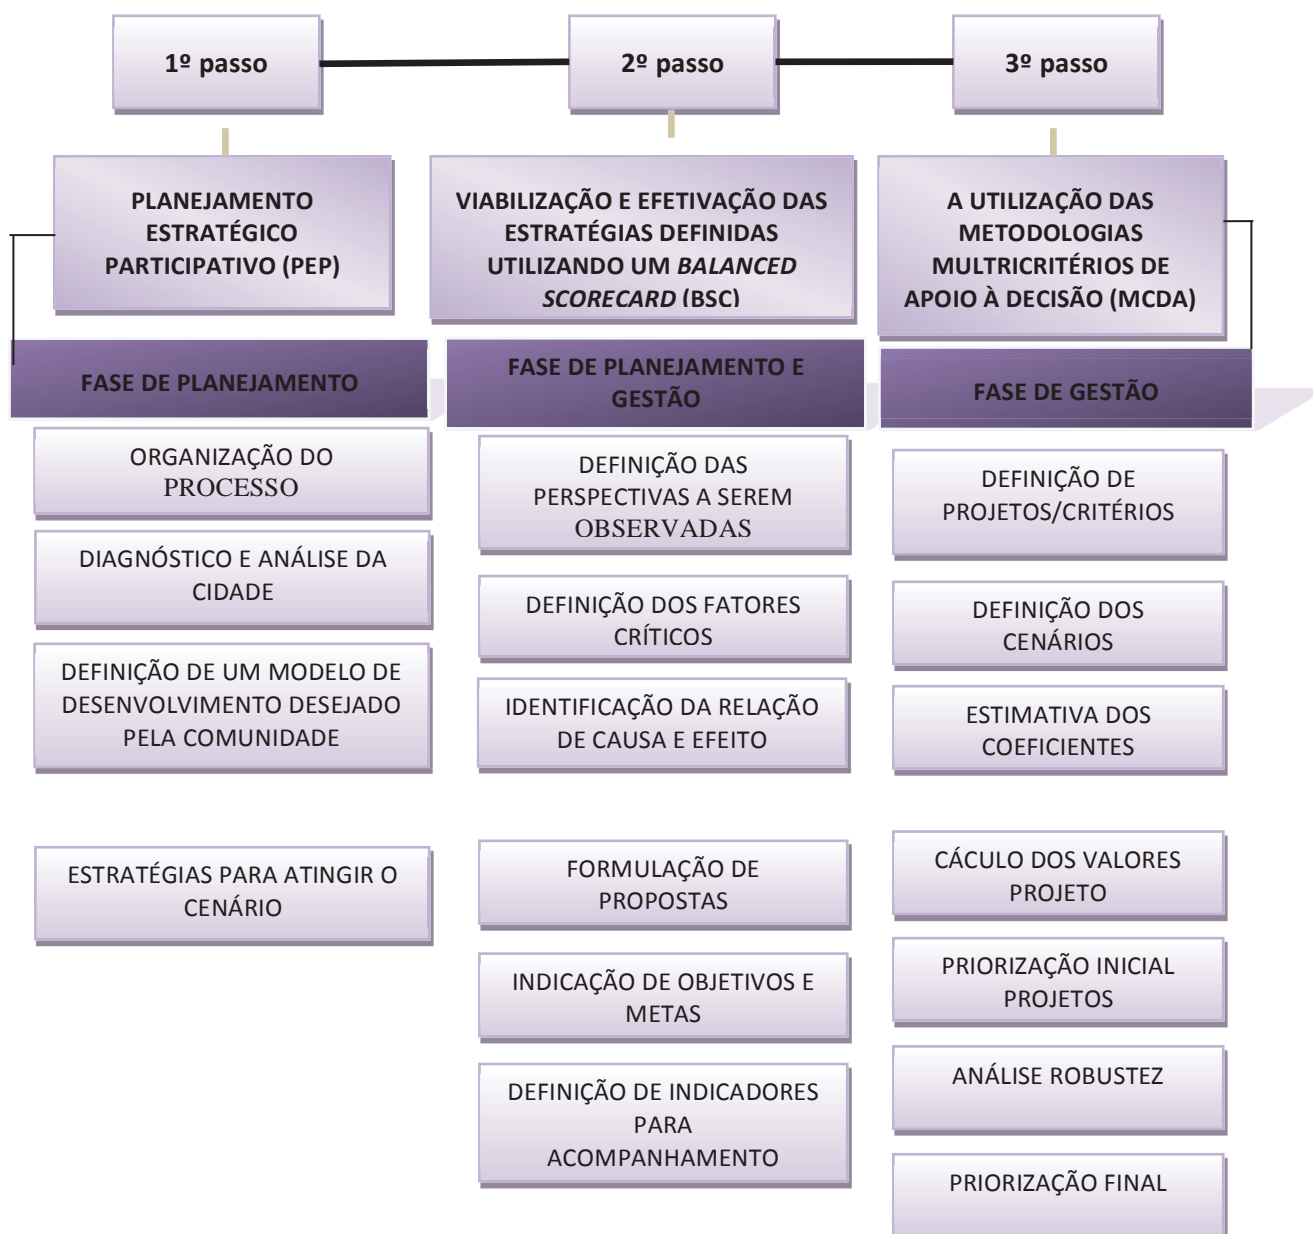 1º passo
2º passo
3º passo
PLANEJAMENTO
ESTRATÉGICO
PARTICIPATIVO (PEP)
VIABILIZAÇÃO E EFETIVAÇÃO DAS
ESTRATÉGIAS DEFINIDAS
UTILIZANDO UM BALANCED
SCORECARD (BSC)
A UTILIZAÇÃO DAS
METODOLOGIAS
MULTRICRITÉRIOS DE
APOIO À DECISÃO (MCDA)
FASE DE PLANEJAMENTO
FASE DE PLANEJAMENTO E
GESTÃO
FASE DE GESTÃO
ORGANIZAÇÃO DO
PROCESSO
DIAGNÓSTICO E ANÁLISE DA
CIDADE
DEFINIÇÃO DE UM MODELO DE
DESENVOLVIMENTO DESEJADO
PELA COMUNIDADE
ESTRATÉGIAS PARA ATINGIR O
CENÁRIO
DEFINIÇÃO DAS
PERSPECTIVAS A SEREM
OBSERVADAS
DEFINIÇÃO DOS FATORES
CRÍTICOS
IDENTIFICAÇÃO DA RELAÇÃO
DE CAUSA E EFEITO
FORMULAÇÃO DE
PROPOSTAS
INDICAÇÃO DE OBJETIVOS E
METAS
DEFINIÇÃO DE INDICADORES
PARA
ACOMPANHAMENTO
DEFINIÇÃO DE
PROJETOS/CRITÉRIOS
DEFINIÇÃO DOS
CENÁRIOS
ESTIMATIVA DOS
COEFICIENTES
CÁCULO DOS VALORES
PROJETO
PRIORIZAÇÃO INICIAL
PROJETOS
ANÁLISE ROBUSTEZ
PRIORIZAÇÃO FINAL